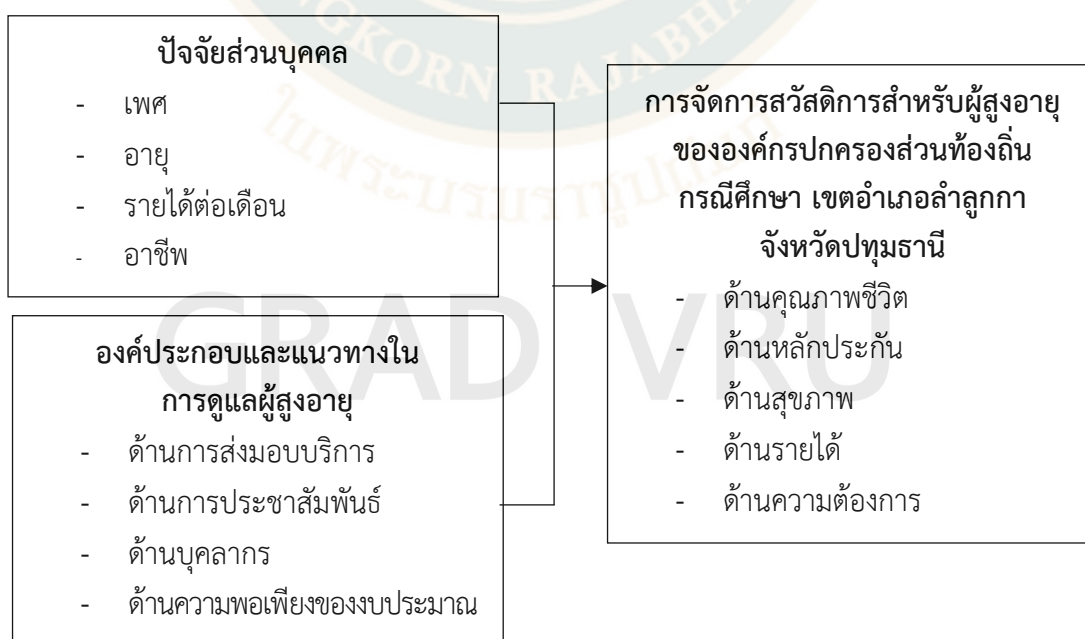 ปัจจัยส่วนบุคคล
- เพศ
- อายุ
- รายได้ต่อเดือน
- อาชีพ
องค์ประกอบและแนวทางใน
การดูแลผู้สูงอายุ
- ด้านการส่งมอบบริการ
- ด้านการประชาสัมพันธ์
- ด้านบุคลากร
- ด้านความพอเพียงของงบประมาณ
การจัดการสวัสดิการสำหรับผู้สูงอายุ
ขององค์กรปกครองส่วนท้องถิ่น
กรณีศึกษา เขตอำเภอลำลูกกา
จังหวัดปทุมธานี
- ด้านคุณภาพชีวิต
- ด้านหลักประกัน
- ด้านสุขภาพ
- ด้านรายได้
- ด้านความต้องการ
GRAD VRU